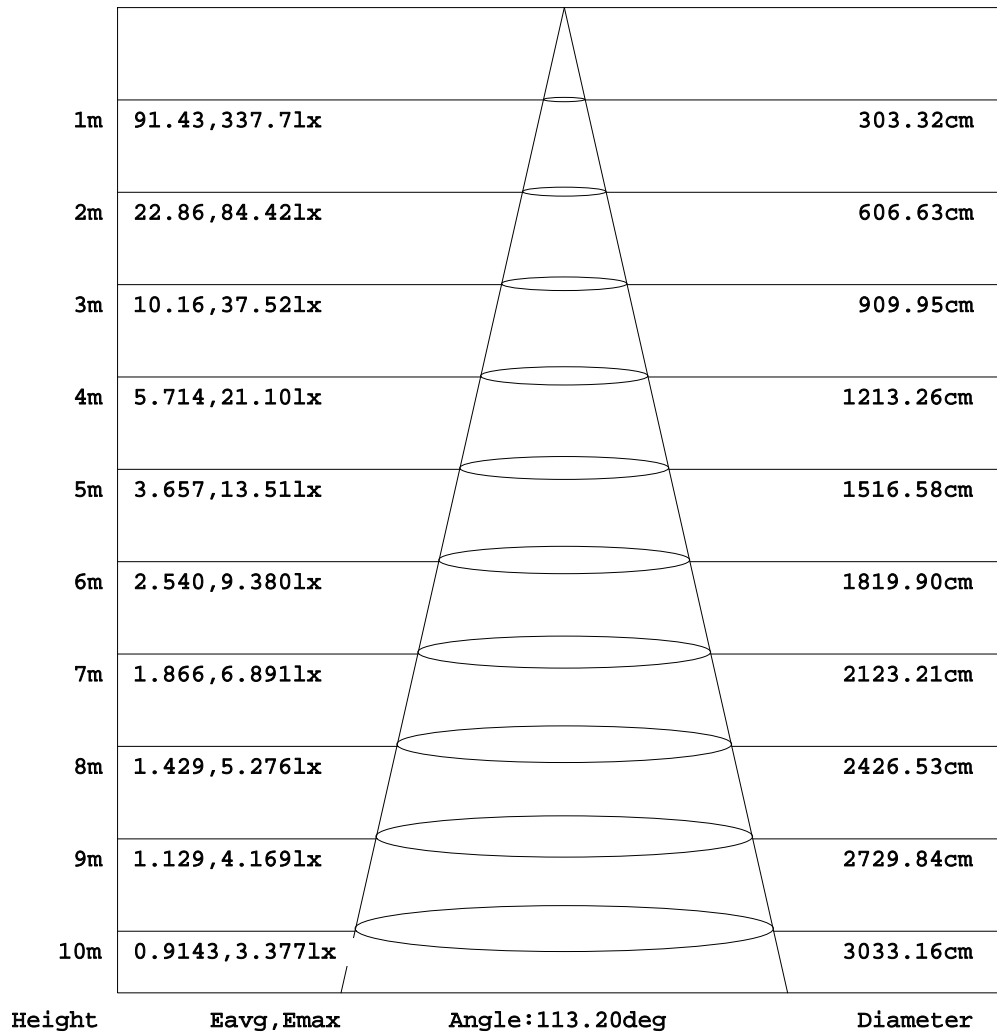 1m 91.43,337.7lx 303.32cm
2m 22.86,84.42lx 606.63cm
3m 10.16,37.52lx 909.95cm
4m 5.714,21.10lx 1213.26cm
5m 3.657,13.51lx 1516.58cm
6m 2.540,9.380lx 1819.90cm
7m 1.866,6.891lx 2123.21cm
8m 1.429,5.276lx 2426.53cm
9m 1.129,4.169lx 2729.84cm
10m 0.9143,3.377lx 3033.16cm
Height Eavg,Emax Angle:113.20deg Diameter